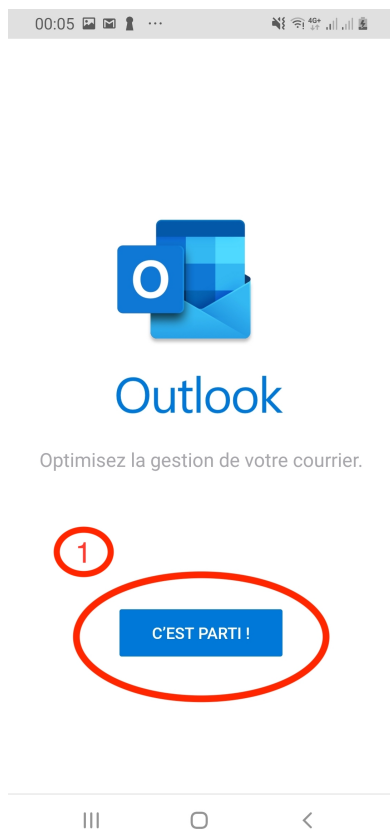 00:05
4G+
O
Outlook
Optimisez la gestion de votre courrier.
1
C'EST PARTI !